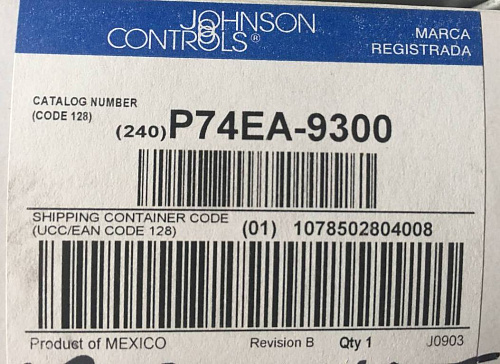 JOHNSON
CONTROLS®
MARCA
REGISTRADA
CATALOG NUMBER
(CODE 128)
(240)P74EA-9300
SHIPPING CONTAINER CODE
(UCC/EAN CODE 128)
(01) 1078502804008
Product of MEXICO Revision B Qty 1 J0903